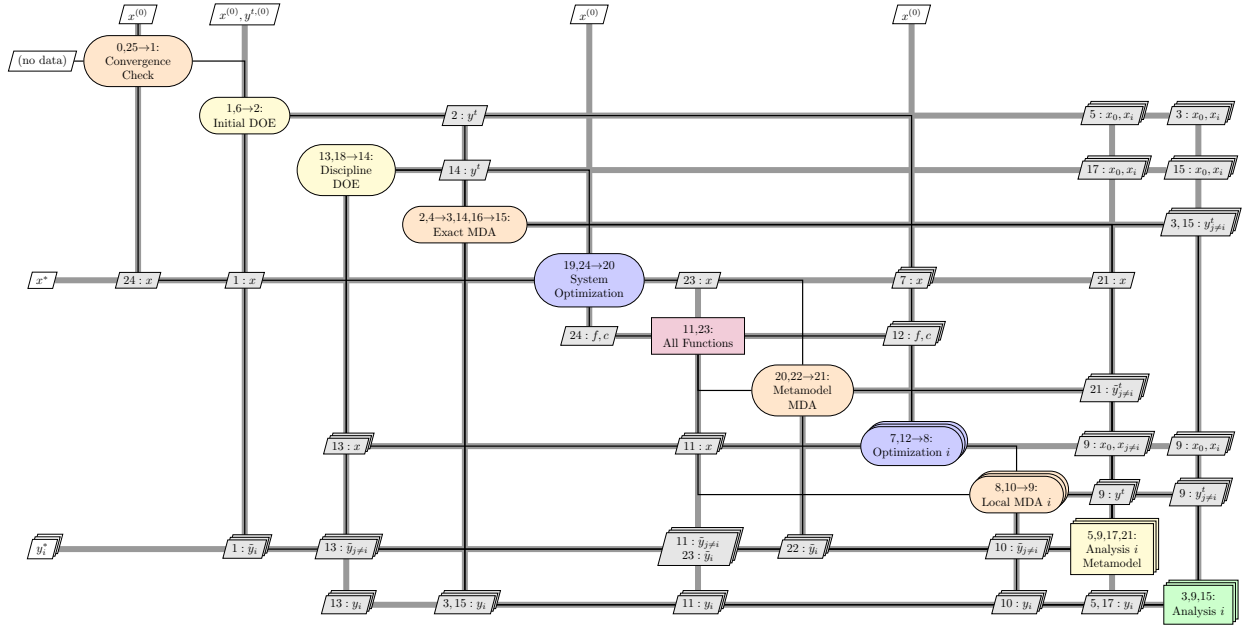 x^{(0)}
x^{(0)}, y^{t,(0)}
x^{(0)}
x^{(0)}
(no data)
0,25→1:
Convergence
Check
1,6→2:
Initial DOE
2 : y^t
5 : x_0, x_i
3 : x_0, x_i
13,18→14:
Discipline
DOE
14 : y^t
17 : x_0, x_i
15 : x_0, x_i
2,4→3,14,16→15:
Exact MDA
3, 15 : y^t_{j≠i}
x^*
24 : x
1 : x
19,24→20
System
Optimization
23 : x
7 : x
21 : x
24 : f, c
11,23:
All Functions
12 : f, c
20,22→21:
Metamodel
MDA
21 : ỹ^t_{j≠i}
13 : x
11 : x
7,12→8:
Optimization i
9 : x_0, x_{j≠i}
9 : x_0, x_i
8,10→9:
Local MDA i
9 : y^t
9 : y^t_{j≠i}
y^*_i
1 : ỹ_i
13 : ỹ_{j≠i}
11 : ỹ_{j≠i}
23 : ỹ_i
22 : ỹ_i
10 : ỹ_{j≠i}
5,9,17,21:
Analysis i
Metamodel
13 : y_i
3, 15 : y_i
11 : y_i
10 : y_i
5, 17 : y_i
3,9,15:
Analysis i